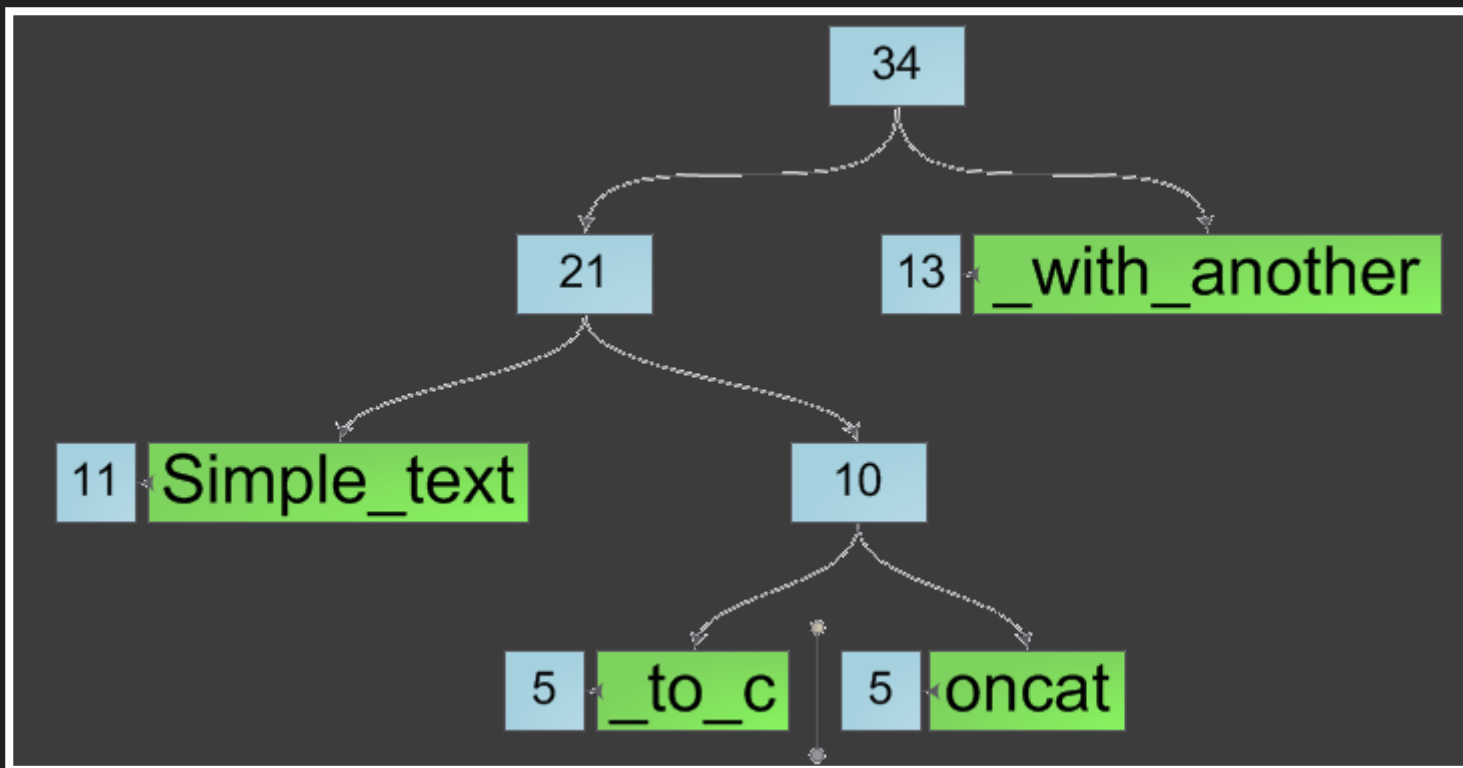 34
21
13 _with_another
11 Simple_text
10
5 _to_c
5 oncat